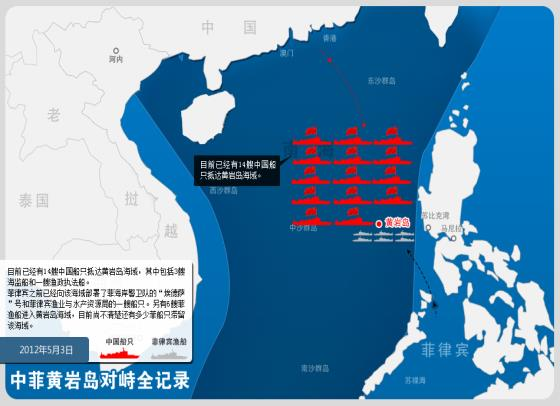 中 国
香港
澳门
河内
东沙群岛
老
挝
越
泰国
南 海
目前已经有14艘中国船
只抵达黄岩岛海域。
西沙群岛
中沙群岛
黄岩岛
苏比克湾
马尼拉
目前已有14艘中国船只抵达黄岩岛海域，其中包括3艘
海监船和一艘渔政执法船。
菲律宾之前已经向该海域部署了菲海岸警卫队的“埃德萨
”号和菲律宾渔业与水产资源局的一艘船只。另有6艘菲
渔船进入黄岩岛海域，目前尚不清楚还有多少菲船只滞留
该海域。
2012年5月3日
中国船只
菲律宾渔船
中菲黄岩岛对峙全记录
菲律宾
南沙群岛
苏禄海